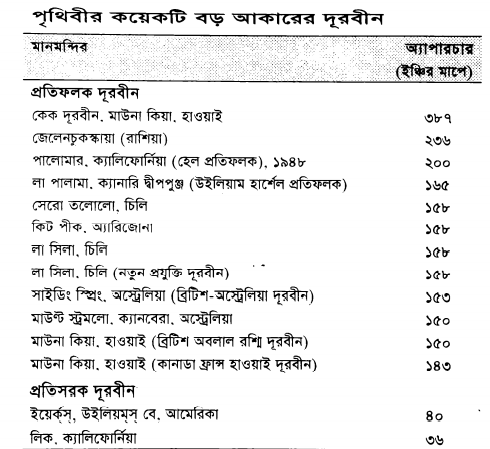 পৃথিবীর কয়েকটি বড় আকারের দূরবীন
মানমন্দির অ্যাপারচার
(ইঞ্চির মাপে)
প্রতিফলক দূরবীন
কেক দূরবীন, মাউনা কিয়া, হাওয়াই ৩৮৭
জেলেনচুকস্কায়া (রাশিয়া) ২৩৬
পালোমার, ক্যালিফোর্নিয়া (হেল প্রতিফলক), ১৯৪৮ ২০০
লা পালামা, ক্যানারি দ্বীপপুঞ্জ (উইলিয়াম হার্শেল প্রতিফলক) ১৬৫
সেরো তলোলো, চিলি ১৫৮
কিট পীক, অ্যারিজোনা ১৫৮
লা সিলা, চিলি ১৫৮
লা সিলা, চিলি (নতুন প্রযুক্তি দূরবীন) ১৫৮
সাইডিং স্প্রিং, অস্ট্রেলিয়া (ব্রিটিশ-অস্ট্রেলিয়া দূরবীন) ১৫৩
মাউন্ট স্ট্রমলো, ক্যানবেরা, অস্ট্রেলিয়া ১৫০
মাউনা কিয়া, হাওয়াই (ব্রিটিশ অবলাল রশ্মি দূরবীন) ১৫০
মাউনা কিয়া, হাওয়াই (কানাডা ফ্রান্স হাওয়াই দূরবীন) ১৪৩
প্রতিসরক দূরবীন
ইয়ের্ক্‌স্, উইলিয়ম্‌স্ বে, আমেরিকা ৪০
লিক, ক্যালিফোর্নিয়া ৩৬